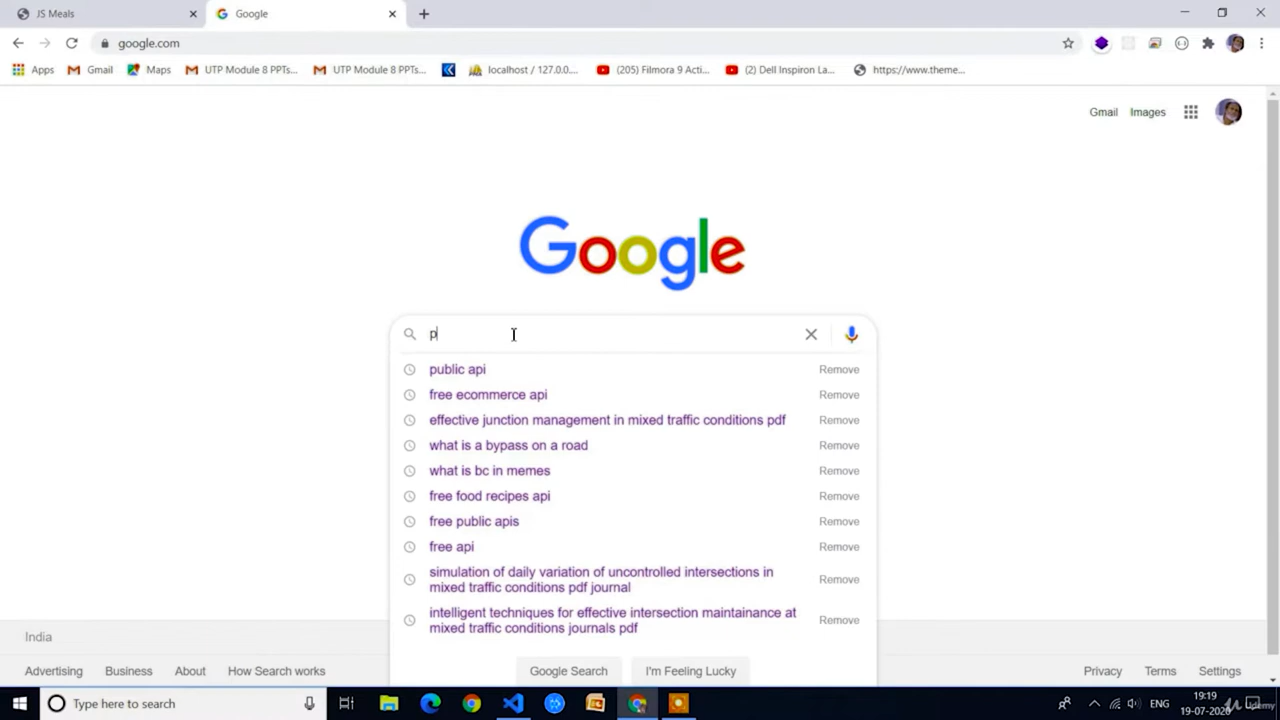 JS Meals
Google
google.com
Apps
Gmail
Maps
UTP Module 8 PPTs...
UTP Module 8 PPTs...
localhost / 127.0.0....
(205) Filmora 9 Acti...
(2) Dell Inspiron La...
https://www.theme...
Gmail Images
Google
p
public api Remove
free ecommerce api Remove
effective junction management in mixed traffic conditions pdf Remove
what is a bypass on a road Remove
what is bc in memes Remove
free food recipes api Remove
free public apis Remove
free api Remove
simulation of daily variation of uncontrolled intersections in
mixed traffic conditions pdf journal
Remove
intelligent techniques for effective intersection maintainance at
mixed traffic conditions journals pdf
Remove
India
Google Search I'm Feeling Lucky
Advertising Business About How Search works
Privacy Terms Settings
Type here to search
ENG
19:19
19-07-2020
Udemy